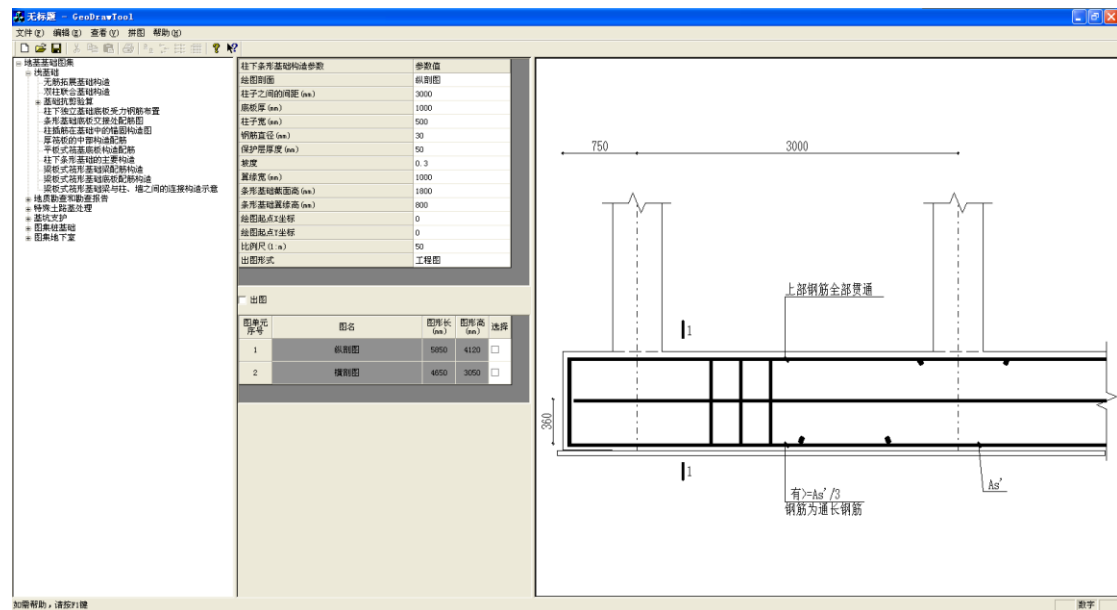 无标题 - GeoDrawTool
文件(F) 编辑(E) 查看(V) 拼图 帮助(H)
地基基础图集
浅基础
无筋拓展基础构造
双柱联合基础构造
基础抗剪验算
柱下独立基础底板受力钢筋布置
条形基础底板交接处配筋图
柱插筋在基础中的锚固构造图
厚筏板的中部构造配筋
平板式筏基底板构造配筋
柱下条形基础的主要构造
梁板式筏形基础梁配筋构造
梁板式筏形基础底板配筋构造
梁板式筏形基础梁与柱、墙之间的连接构造示意
地质勘查和勘查报告
特殊土路基处理
基坑支护
图集桩基础
图集地下室
柱下条形基础构造参数 参数值
绘图剖面 纵剖图
柱子之间的间距(mm) 3000
底板厚(mm) 1000
柱子宽(mm) 500
钢筋直径(mm) 30
保护层厚度(mm) 50
坡度 0.3
翼缘宽(mm) 1000
条形基础截面高(mm) 1800
条形基础翼缘高(mm) 800
绘图起点X坐标 0
绘图起点Y坐标 0
比例尺(1:n) 50
出图形式 工程图
出图
图单元序号 图名 图形长(mm) 图形高(mm) 选择
1 纵剖图 5850 4120
2 横剖图 4650 3050
750 3000
上部钢筋全部贯通
1
360
1
有>=As'/3
钢筋为通长钢筋
As'
如需帮助，请按F1键 数字